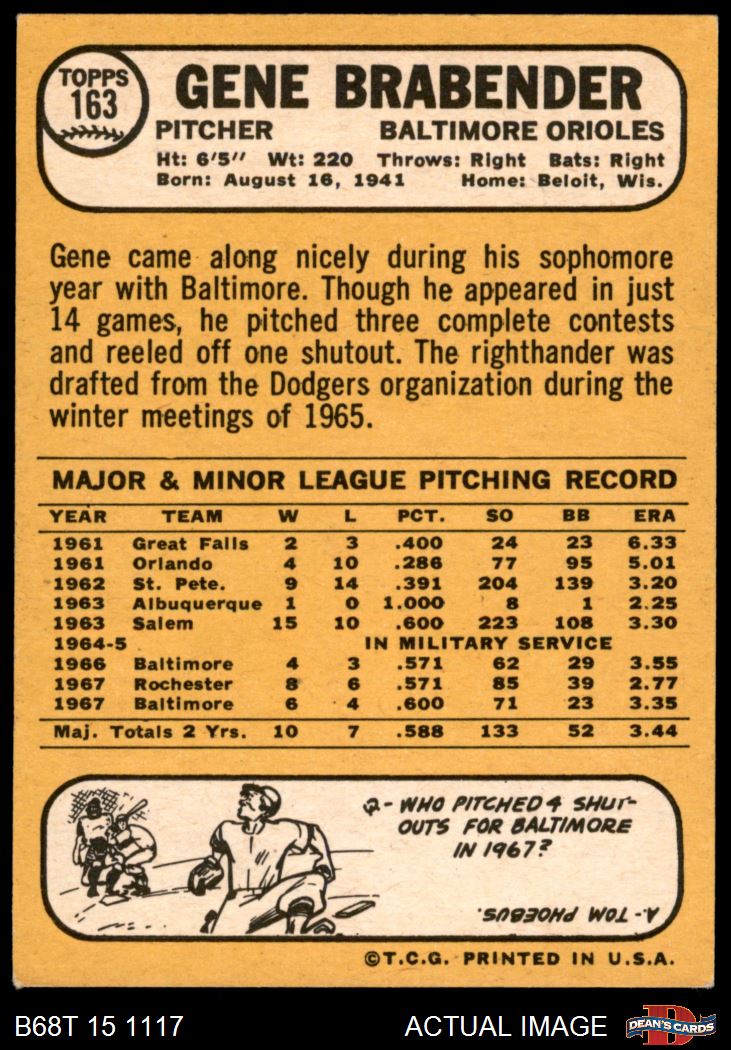 TOPPS
163
GENE BRABENDER
PITCHER BALTIMORE ORIOLES
Ht: 6'5" Wt: 220 Throws: Right Bats: Right
Born: August 16, 1941 Home: Beloit, Wis.
Gene came along nicely during his sophomore
year with Baltimore. Though he appeared in just
14 games, he pitched three complete contests
and reeled off one shutout. The righthander was
drafted from the Dodgers organization during the
winter meetings of 1965.
MAJOR & MINOR LEAGUE PITCHING RECORD
YEAR TEAM W L PCT. SO BB ERA
1961 Great Falls 2 3 .400 24 23 6.33
1961 Orlando 4 10 .286 77 95 5.01
1962 St. Pete. 9 14 .391 204 139 3.20
1963 Albuquerque 1 0 1.000 8 1 2.25
1963 Salem 15 10 .600 223 108 3.30
1964-5 IN MILITARY SERVICE
1966 Baltimore 4 3 .571 62 29 3.55
1967 Rochester 8 6 .571 85 39 2.77
1967 Baltimore 6 4 .600 71 23 3.35
Maj. Totals 2 Yrs. 10 7 .588 133 52 3.44
Q- WHO PITCHED 4 SHUT-
OUTS FOR BALTIMORE
IN 1967?
A- TOM PHOEBUS.
©T.C.G. PRINTED IN U.S.A.
B68T 15 1117 ACTUAL IMAGE
D
DEAN'S CARDS